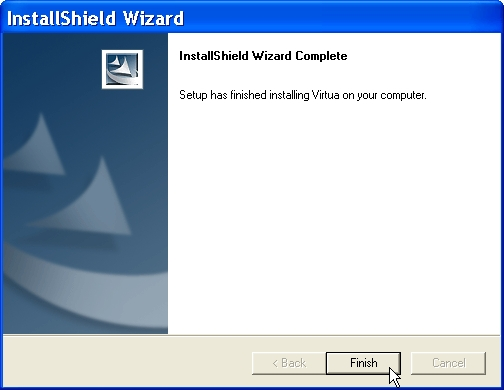 InstallShield Wizard
InstallShield Wizard Complete
Setup has finished installing Virtua on your computer.
< Back
Finish
Cancel